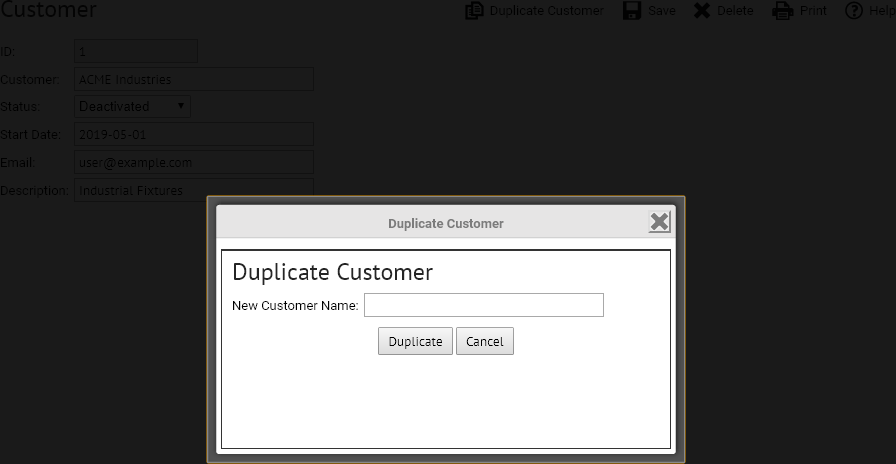 Customer
Duplicate Customer Save Delete Print Help
ID: 1
Customer: ACME Industries
Status: Deactivated
Start Date: 2019-05-01
Email: user@example.com
Description: Industrial Fixtures
Duplicate Customer
Duplicate Customer
New Customer Name:
Duplicate Cancel